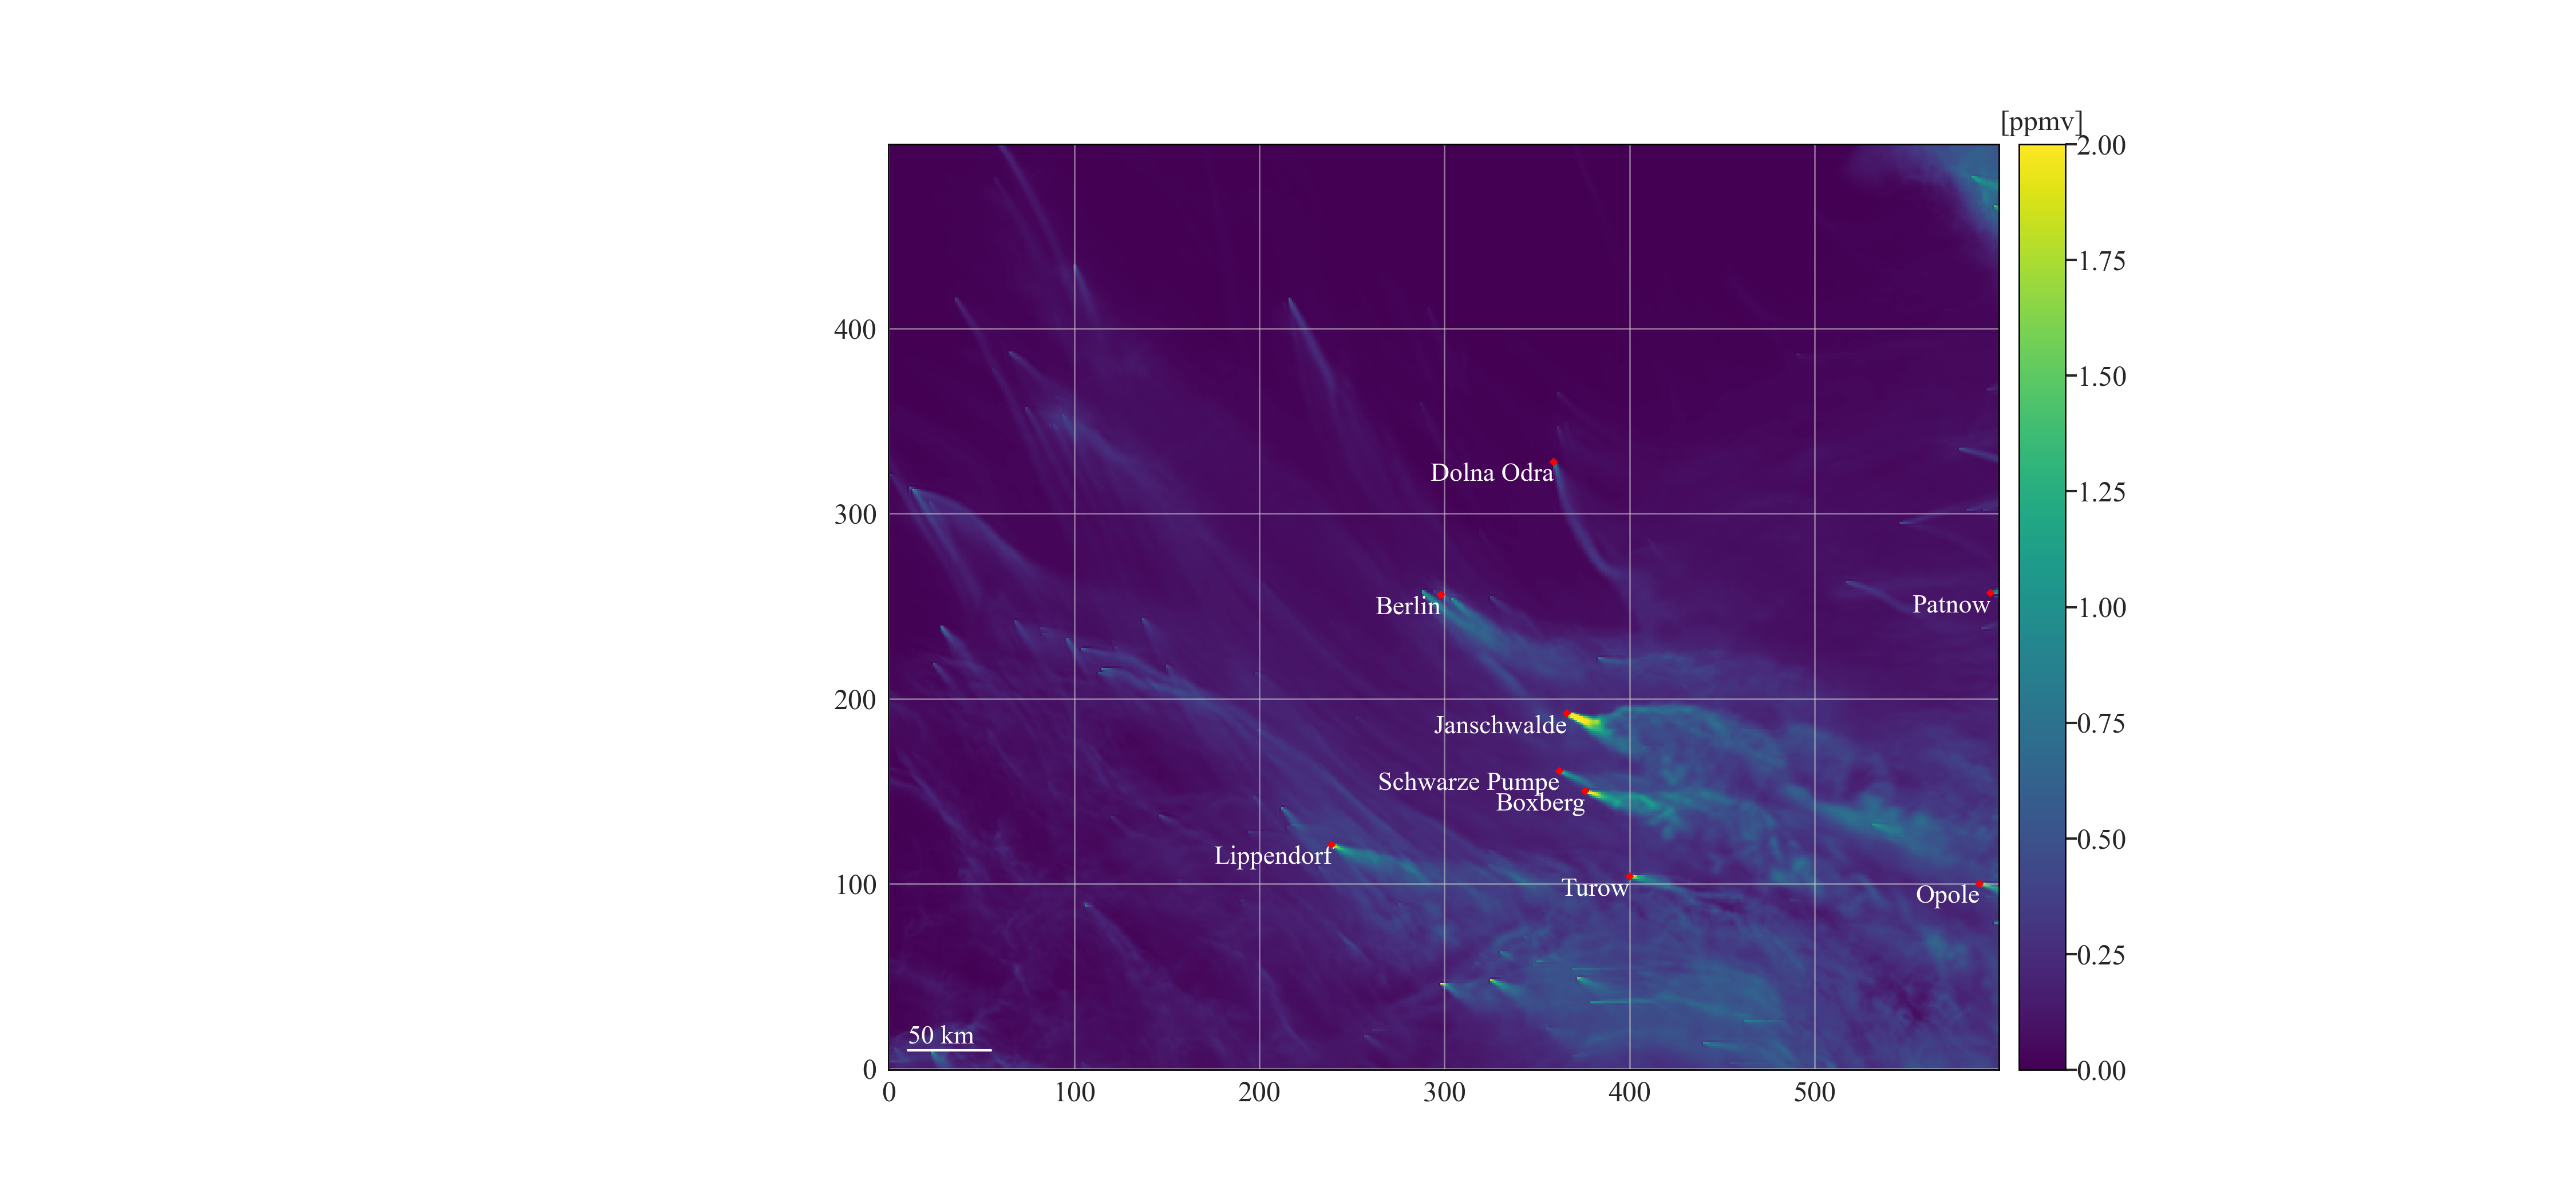 [ppmv]
2.00
1.75
400
1.50
Dolna Odra
1.25
300
Berlin
Patnow
1.00
200
Janschwalde
0.75
Schwarze Pumpe
Boxberg
0.50
Lippendorf
100
Turow
Opole
0.25
50 km
0
0.00
0 100 200 300 400 500